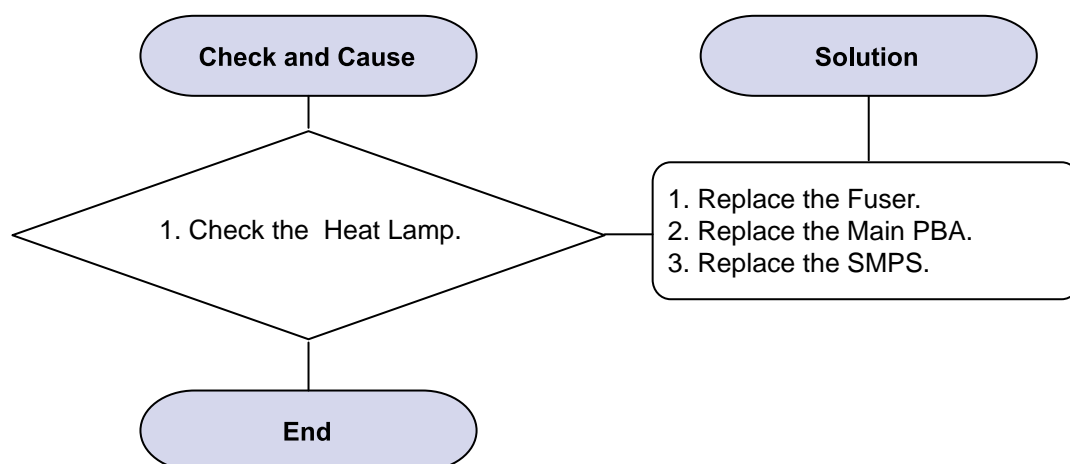 Check and Cause
Solution
1. Check the  Heat Lamp.
1. Replace the Fuser.
2. Replace the Main PBA.
3. Replace the SMPS.
End